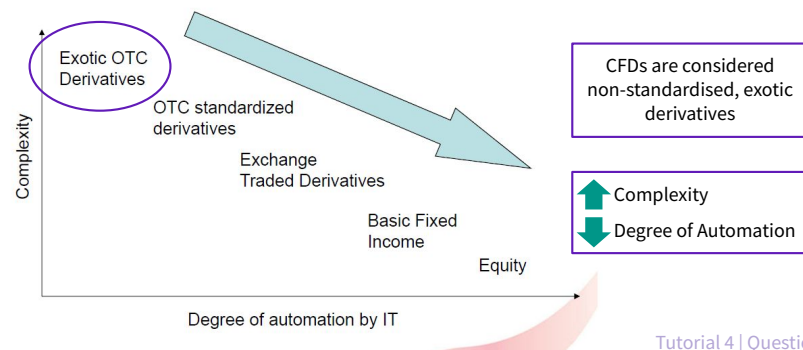 Exotic OTC
Derivatives
OTC standardized
derivatives
Exchange
Traded Derivatives
Basic Fixed
Income
Equity
Complexity
Degree of automation by IT
CFDs are considered
non-standardised, exotic
derivatives
Complexity
Degree of Automation
Tutorial 4 |